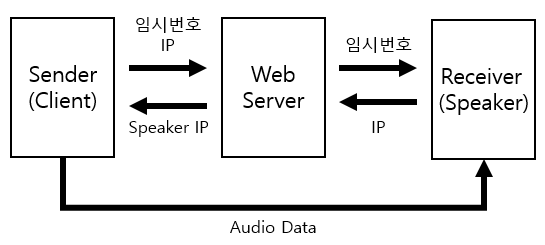 임시번호
IP
임시번호
Sender
(Client)
Web
Server
Receiver
(Speaker)
Speaker IP
IP
Audio Data